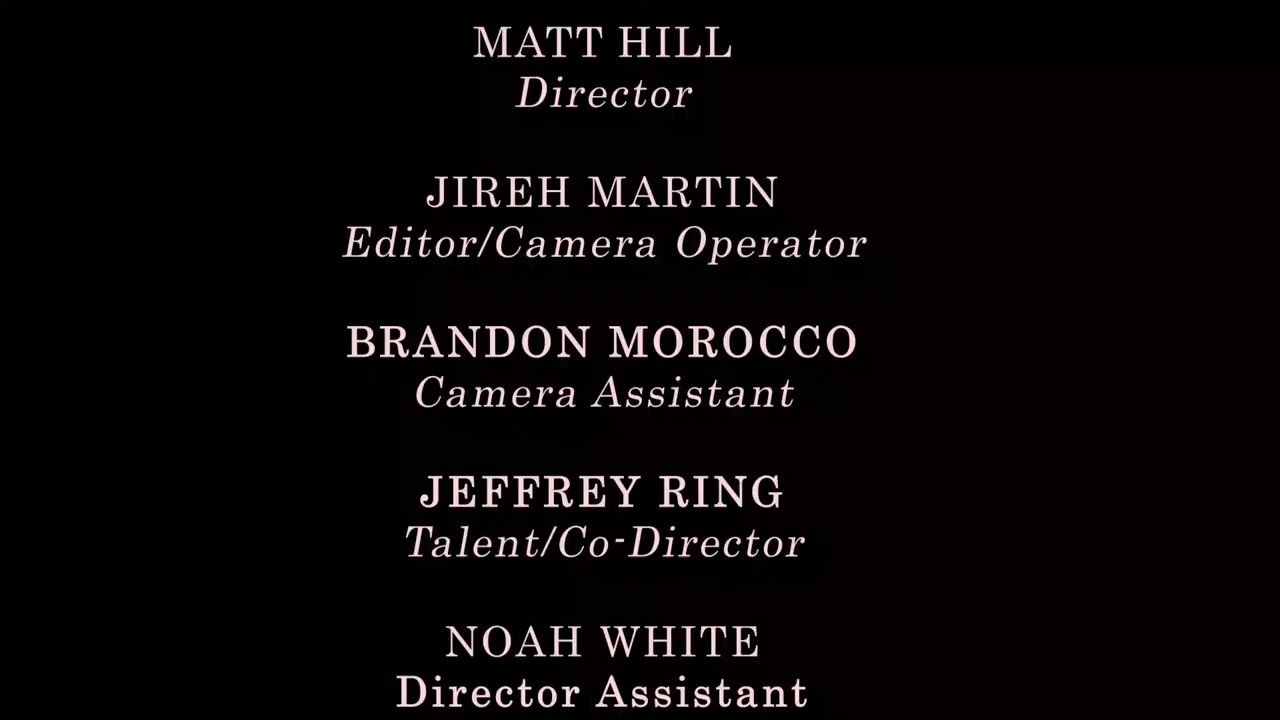 MATT HILL
Director
JIREH MARTIN
Editor/Camera Operator
BRANDON MOROCCO
Camera Assistant
JEFFREY RING
Talent/Co-Director
NOAH WHITE
Director Assistant